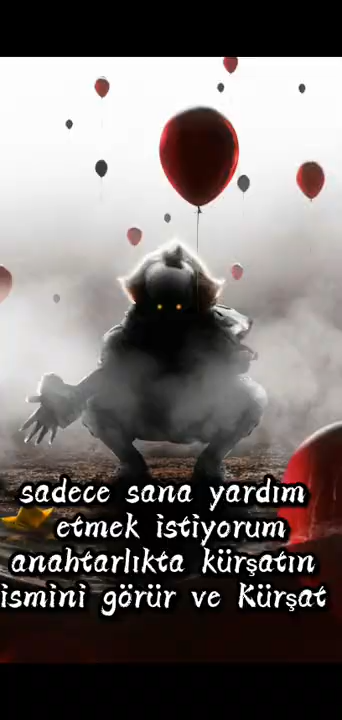 sadece sana yardım
etmek istiyorum
anahtarlıkta kürşatın
ismini görür ve Kürşat